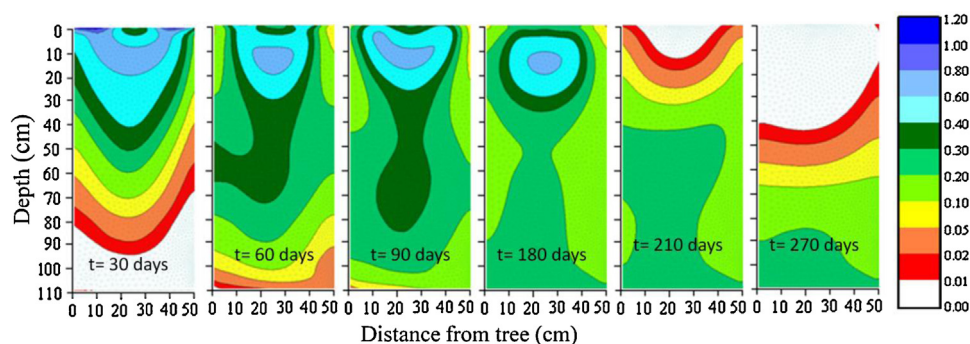 Depth (cm)
0
10
20
30
40
50
60
70
80
90
100
110
t= 30 days
t= 60 days
t= 90 days
t= 180 days
t= 210 days
t= 270 days
0 10 20 30 40 50
0 10 20 30 40 50
0 10 20 30 40 50
0 10 20 30 40 50
0 10 20 30 40 50
0 10 20 30 40 50
Distance from tree (cm)
1.20
1.00
0.80
0.60
0.40
0.30
0.20
0.10
0.05
0.02
0.01
0.00